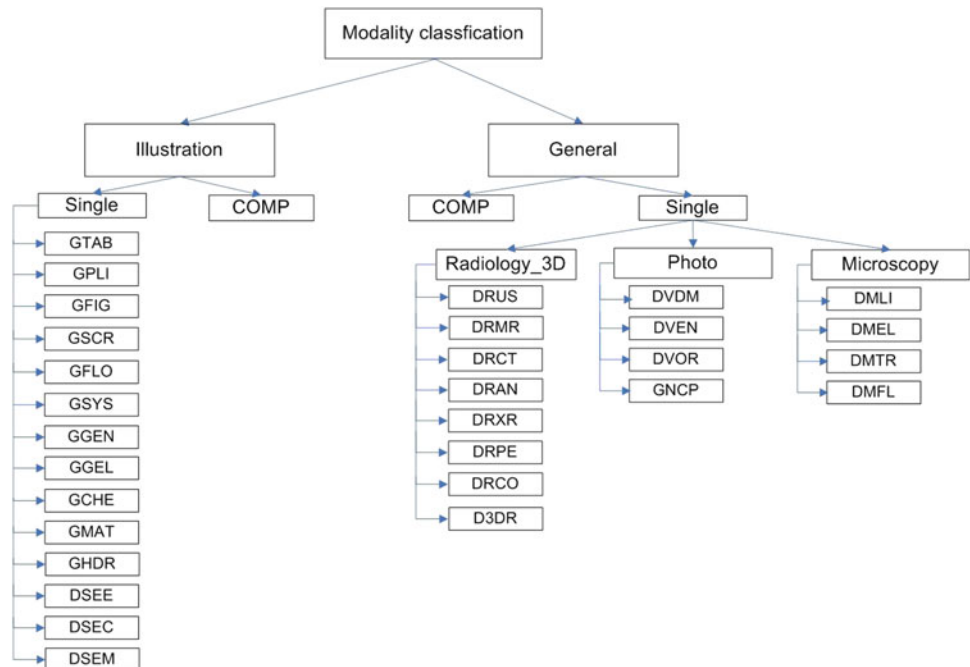 Modality classfication
Illustration
General
Single
COMP
COMP
Single
GTAB
GPLI
GFIG
GSCR
GFLO
GSYS
GGEN
GGEL
GCHE
GMAT
GHDR
DSEE
DSEC
DSEM
Radiology_3D
DRUS
DRMR
DRCT
DRAN
DRXR
DRPE
DRCO
D3DR
Photo
DVDM
DVEN
DVOR
GNCP
Microscopy
DMLI
DMEL
DMTR
DMFL